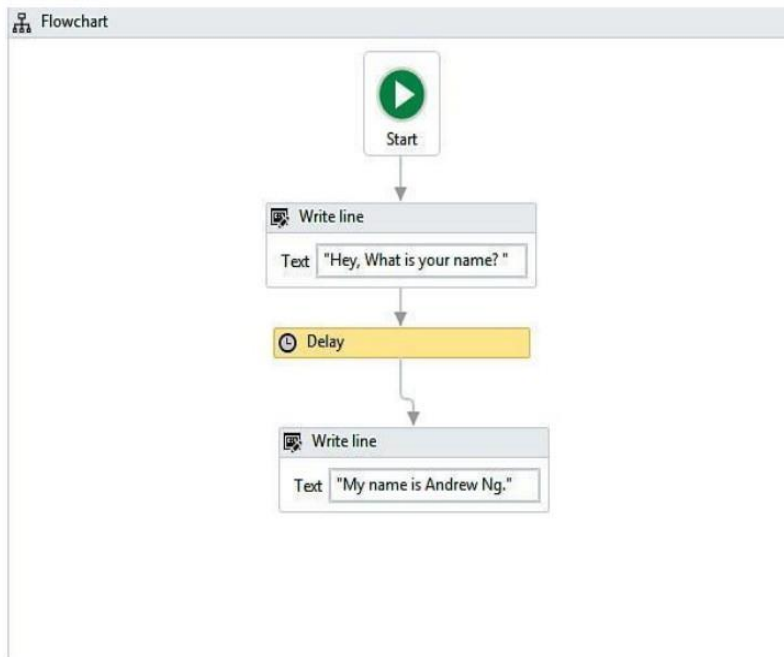 Flowchart
Start
Write line
Text "Hey, What is your name? "
Delay
Write line
Text "My name is Andrew Ng."